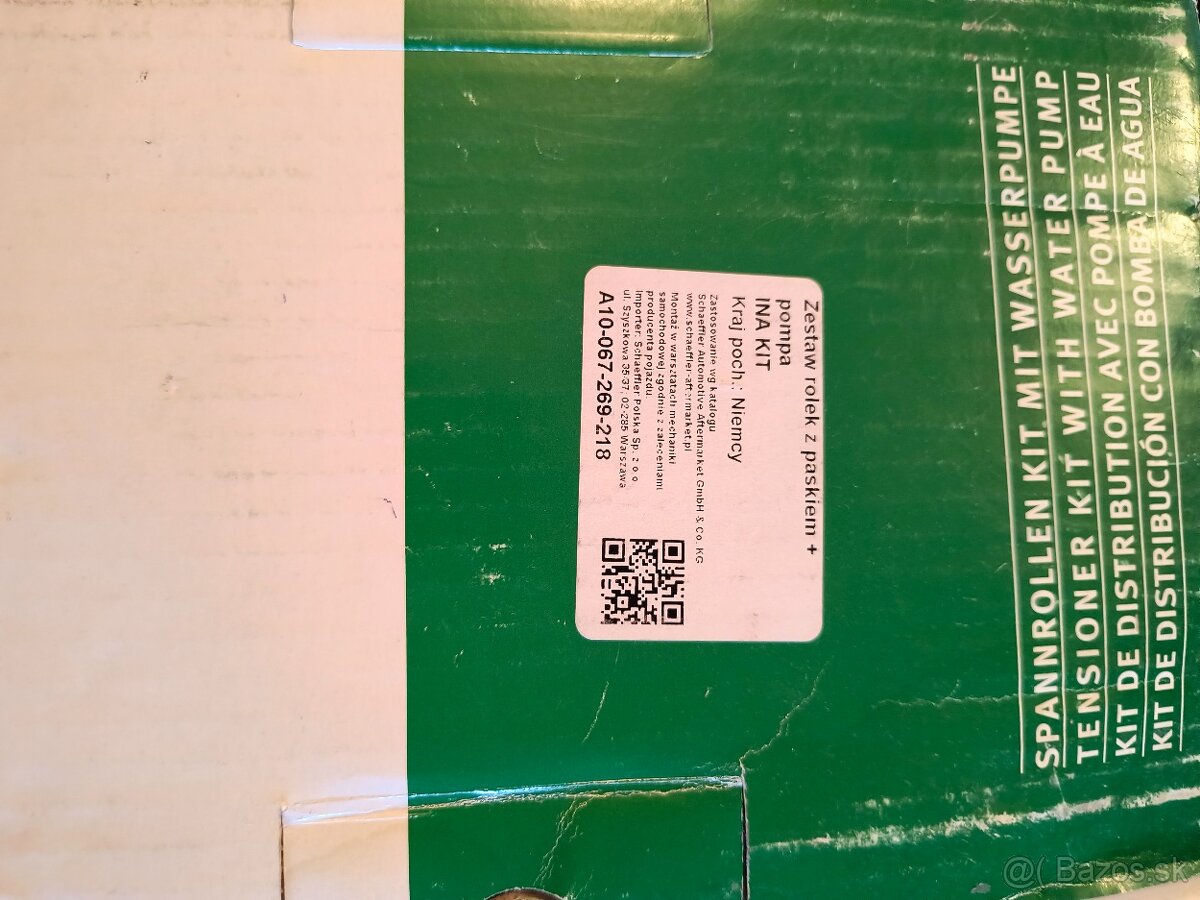 SPANNROLLEN KIT MIT WASSERPUMPE
TENSIONER KIT WITH WATER PUMP
KIT DE DISTRIBUTION AVEC POMPE À EAU
KIT DE DISTRIBUCIÓN CON BOMBA DE AGUA
Zestaw rolek z paskiem +
pompa
INA KIT
Kraj poch.: Niemcy
Zastosowanie wg katalogu
Schaeffler Automotive Aftermarket GmbH & Co. KG
www.schaeffler-aftermarket.pl
Montaż w warsztatach mechaniki
samochodowej zgodnie z zaleceniami
producenta pojazdu.
Importer: Schaeffler Polska Sp. z o.o.
ul. Szyszkowa 35-37, 02-285 Warszawa
A10-067-269-218
@( Bazos.sk